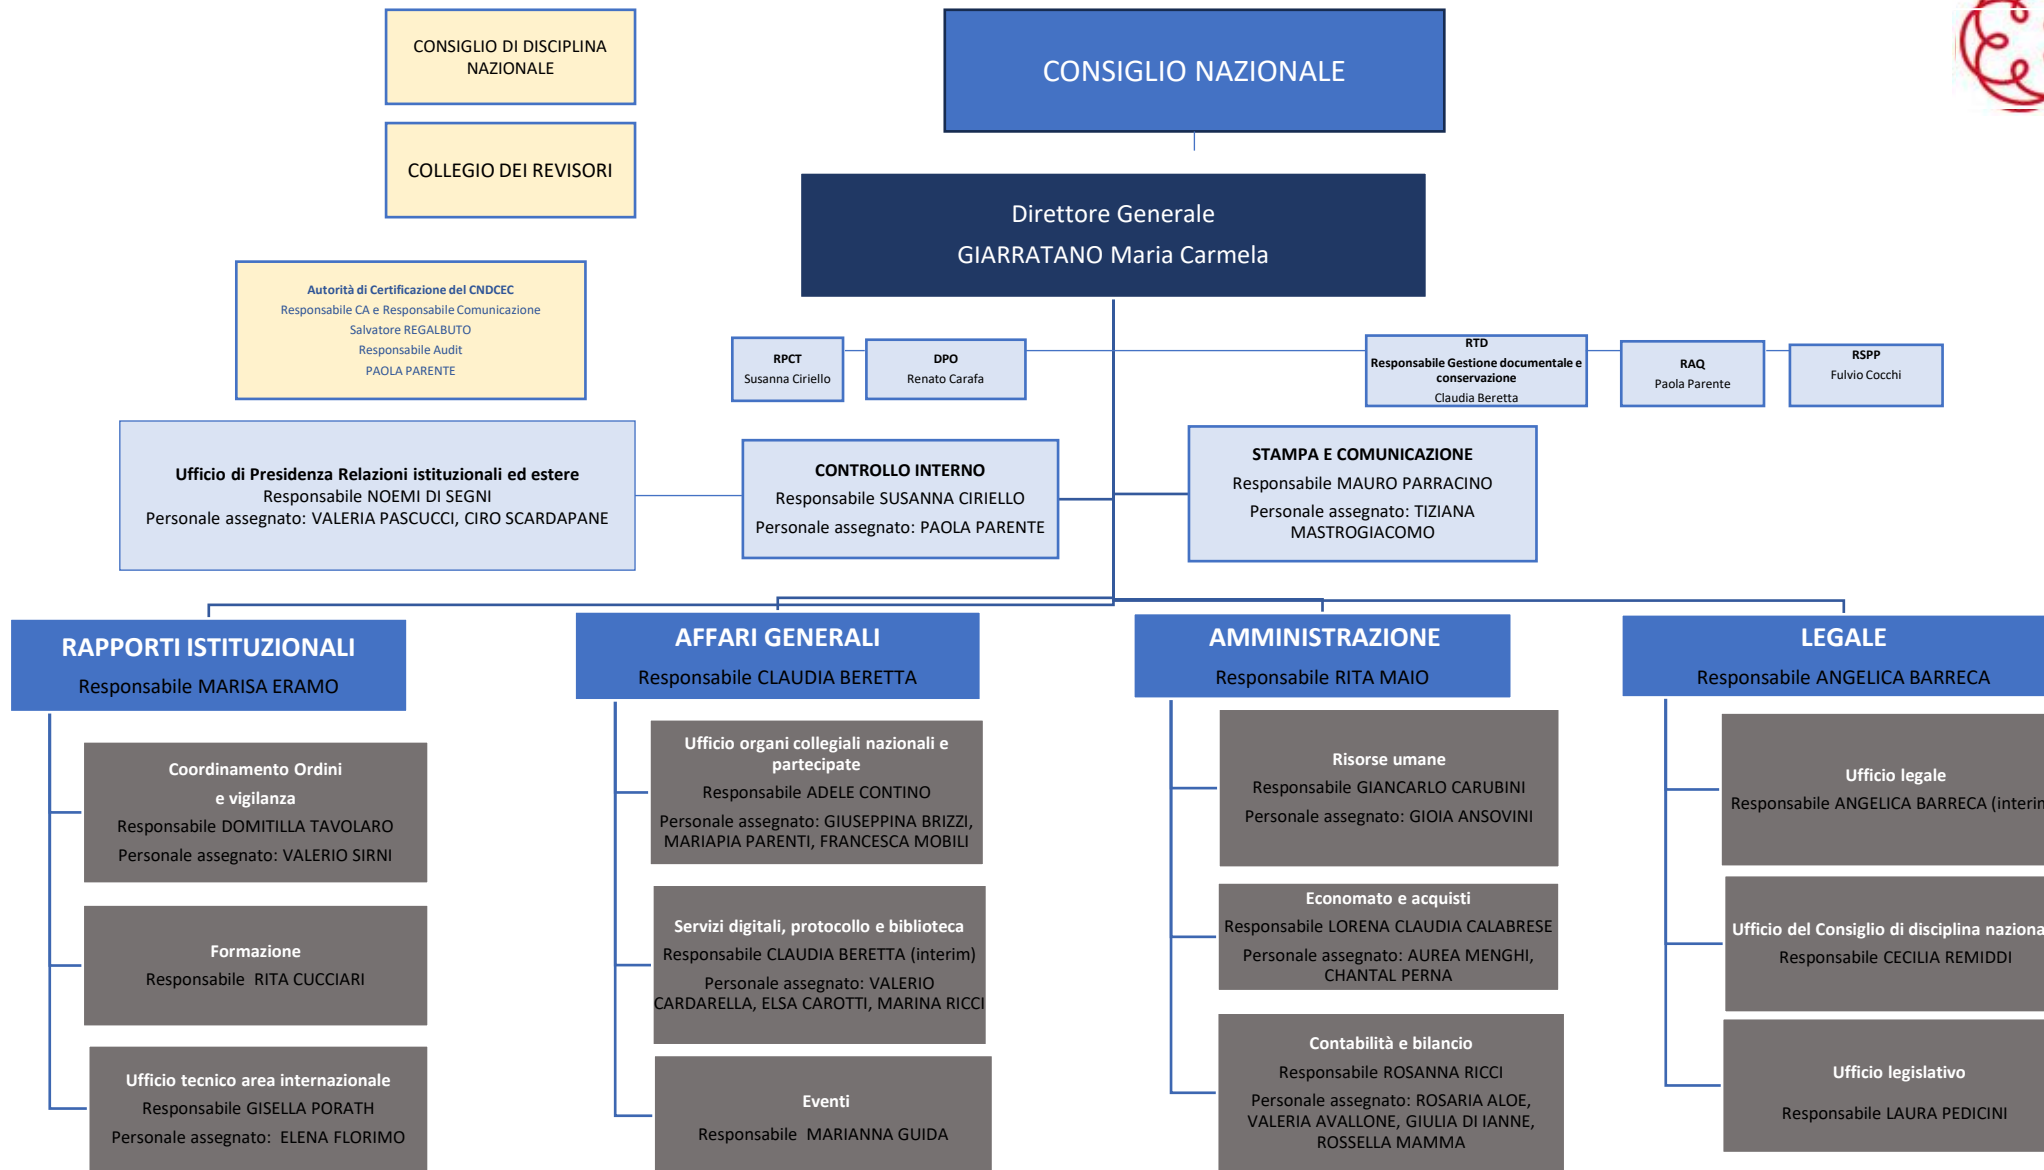 CONSIGLIO DI DISCIPLINA
NAZIONALE
CONSIGLIO NAZIONALE
COLLEGIO DEI REVISORI
Direttore Generale
GIARRATANO Maria Carmela
Autorità di Certificazione del CNDCEC
Responsabile CA e Responsabile Comunicazione
Salvatore REGALBUTO
Responsabile Audit
PAOLA PARENTE
RPCT
Susanna Ciriello
DPO
Renato Carafa
RTD
Responsabile Gestione documentale e
conservazione
Claudia Beretta
RAQ
Paola Parente
RSPP
Fulvio Cocchi
Ufficio di Presidenza Relazioni istituzionali ed estere
Responsabile NOEMI DI SEGNI
Personale assegnato: VALERIA PASCUCCI, CIRO SCARDAPANE
CONTROLLO INTERNO
Responsabile SUSANNA CIRIELLO
Personale assegnato: PAOLA PARENTE
STAMPA E COMUNICAZIONE
Responsabile MAURO PARRACINO
Personale assegnato: TIZIANA
MASTROGIACOMO
RAPPORTI ISTITUZIONALI
Responsabile MARISA ERAMO
Coordinamento Ordini
e vigilanza
Responsabile DOMITILLA TAVOLARO
Personale assegnato: VALERIO SIRNI
Formazione
Responsabile RITA CUCCIARI
Ufficio tecnico area internazionale
Responsabile GISELLA PORATH
Personale assegnato: ELENA FLORIMO
AFFARI GENERALI
Responsabile CLAUDIA BERETTA
Ufficio organi collegiali nazionali e
partecipate
Responsabile ADELE CONTINO
Personale assegnato: GIUSEPPINA BRIZZI,
MARIAPIA PARENTI, FRANCESCA MOBILI
Servizi digitali, protocollo e biblioteca
Responsabile CLAUDIA BERETTA (interim)
Personale assegnato: VALERIO
CARDARELLA, ELSA CAROTTI, MARINA RICCI
Eventi
Responsabile MARIANNA GUIDA
AMMINISTRAZIONE
Responsabile RITA MAIO
Risorse umane
Responsabile GIANCARLO CARUBINI
Personale assegnato: GIOIA ANSOVINI
Economato e acquisti
Responsabile LORENA CLAUDIA CALABRESE
Personale assegnato: AUREA MENGHI,
CHANTAL PERNA
Contabilità e bilancio
Responsabile ROSANNA RICCI
Personale assegnato: ROSARIA ALOE,
VALERIA AVALLONE, GIULIA DI IANNE,
ROSSELLA MAMMA
LEGALE
Responsabile ANGELICA BARRECA
Ufficio legale
Responsabile ANGELICA BARRECA
Ufficio del Consiglio di disciplina
Responsabile CECILIA REMIDDI
Ufficio legislativo
Responsabile LAURA PEDICINI